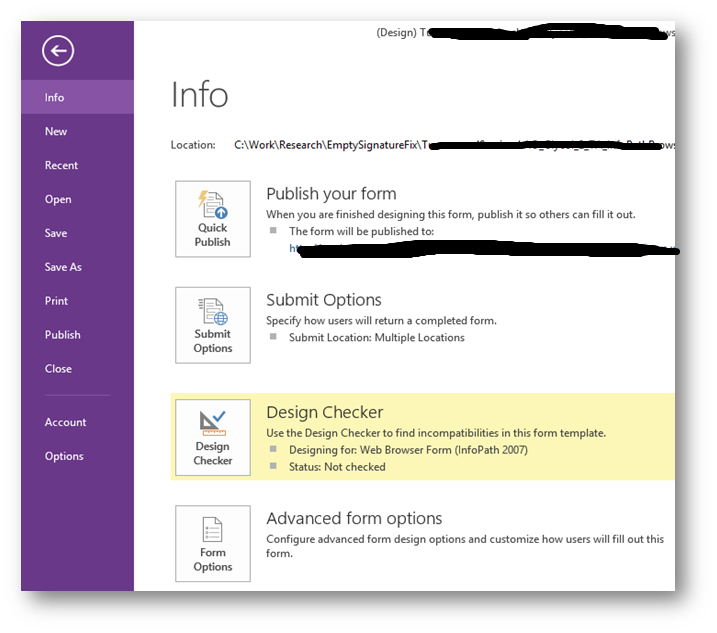 (Design)
Info
Info
New
Recent
Open
Save
Save As
Print
Publish
Close
Account
Options
Location: C:\Work\Research\EmptySignatureFix\
Quick
Publish
Publish your form
When you are finished designing this form, publish it so others can fill it out.
The form will be published to:
Submit
Options
Submit Options
Specify how users will return a completed form.
Submit Location: Multiple Locations
Design
Checker
Design Checker
Use the Design Checker to find incompatibilities in this form template.
Designing for: Web Browser Form (InfoPath 2007)
Status: Not checked
Form
Options
Advanced form options
Configure advanced form design options and customize how users will fill out this
form.